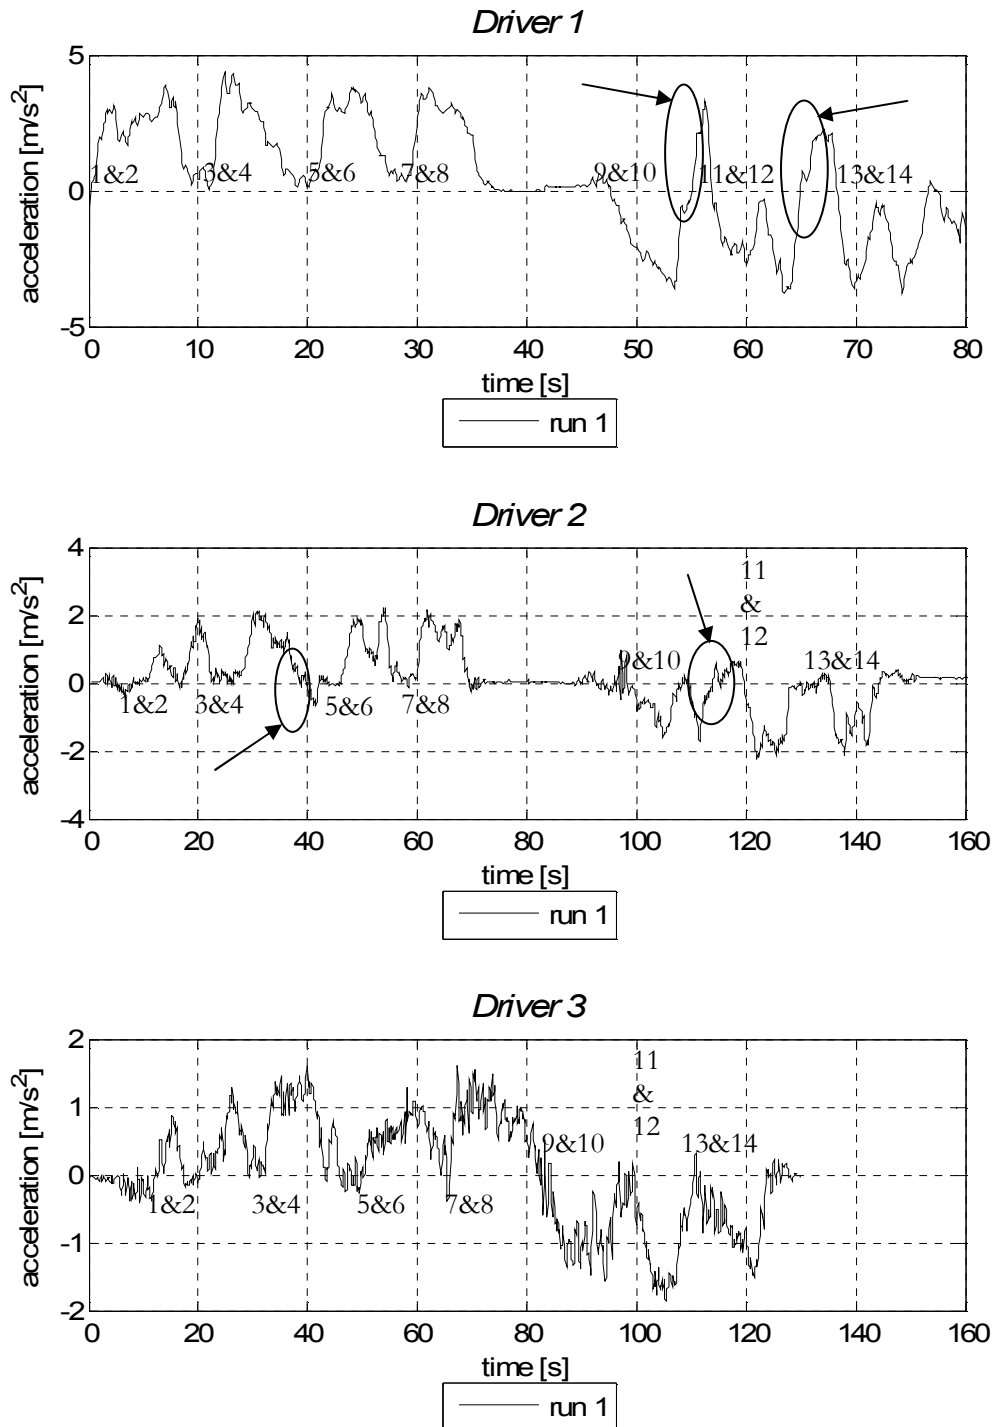 Driver 1
acceleration [m/s²]
5
0
-5
1&2
3&4
5&6
7&8
9&10
11&12
13&14
0 10 20 30 40 50 60 70 80
time [s]
run 1
Driver 2
acceleration [m/s²]
4
2
0
-2
-4
1&2
3&4
5&6
7&8
9&10
11
&
12
13&14
0 20 40 60 80 100 120 140 160
time [s]
run 1
Driver 3
acceleration [m/s²]
2
1
0
-1
-2
1&2
3&4
5&6
7&8
9&10
11
&
12
13&14
0 20 40 60 80 100 120 140 160
time [s]
run 1